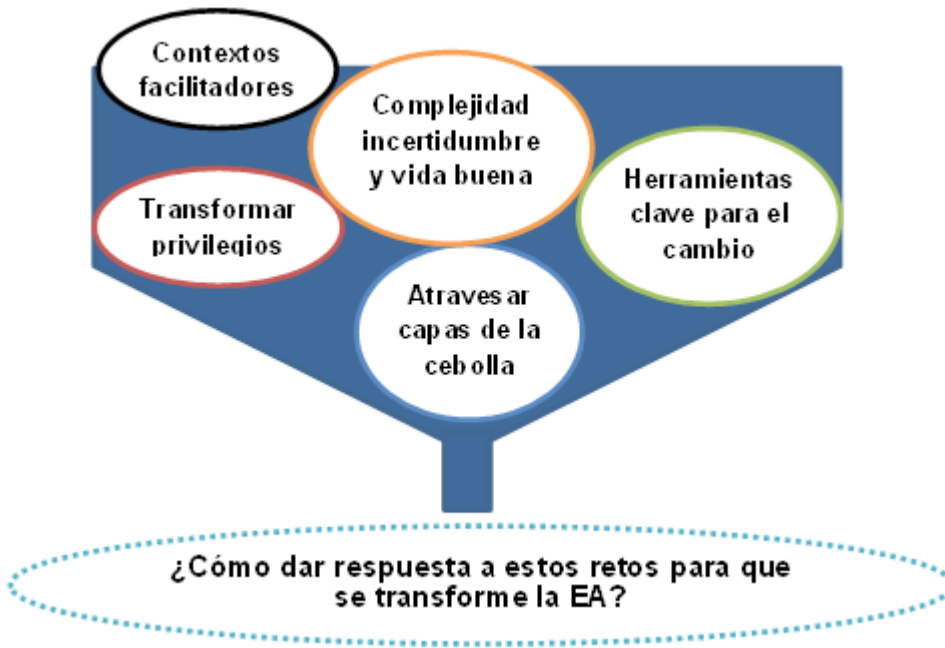 Contextos
facilitadores
Complejidad
incertidumbre
y vida buena
Herramientas
clave para el
cambio
Transformar
privilegios
Atravesar
capas de la
cebolla
¿Cómo dar respuesta a estos retos para que
se transforme la EA?